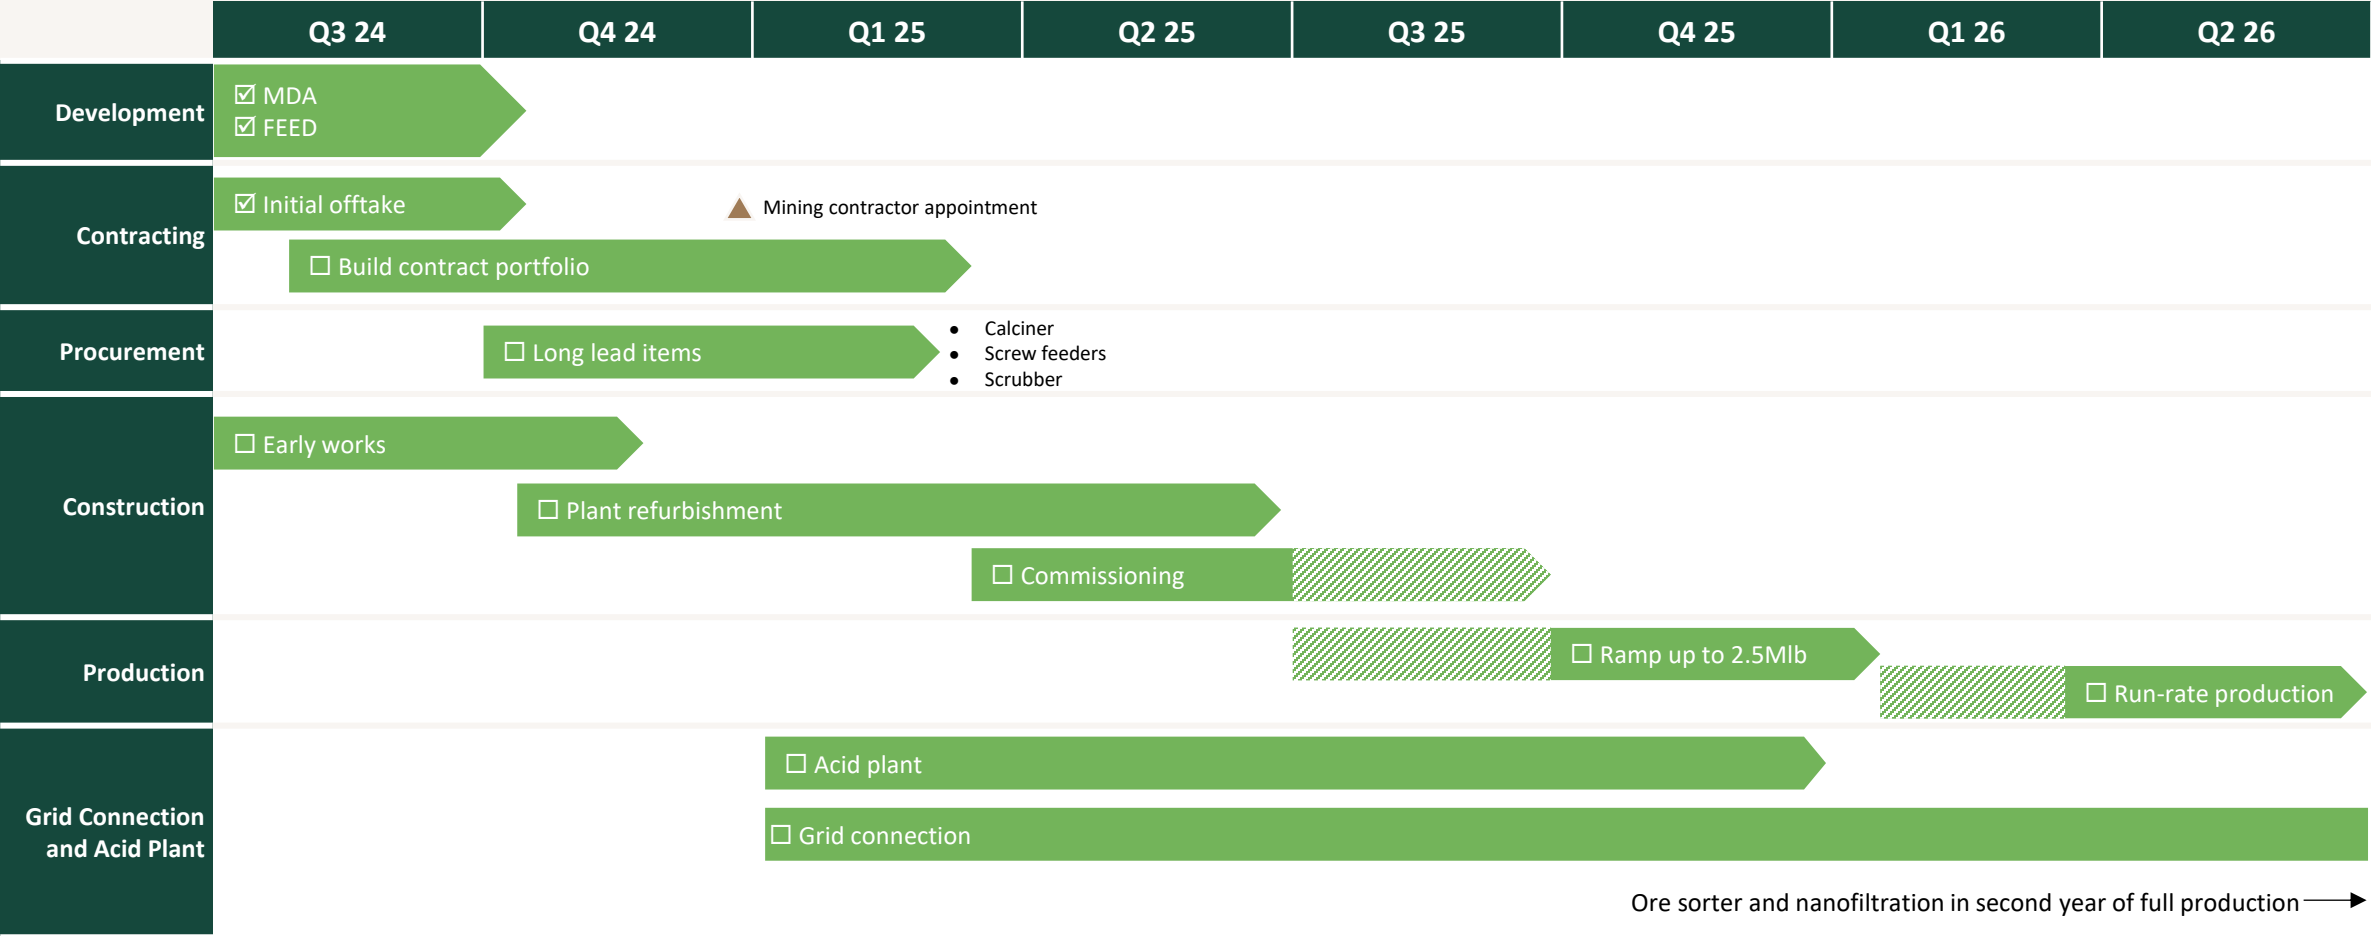 Q3 24
Q4 24
Q1 25
Q2 25
Q3 25
Q4 25
Q1 26
Q2 26
Development
☑ MDA
☑ FEED
Contracting
☑ Initial offtake
Mining contractor appointment
☐ Build contract portfolio
Procurement
☐ Long lead items
• Calciner
• Screw feeders
• Scrubber
Construction
☐ Early works
☐ Plant refurbishment
☐ Commissioning
Production
☐ Ramp up to 2.5Mlb
☐ Run-rate production
Grid Connection
and Acid Plant
☐ Acid plant
☐ Grid connection
Ore sorter and nanofiltration in second year of full production